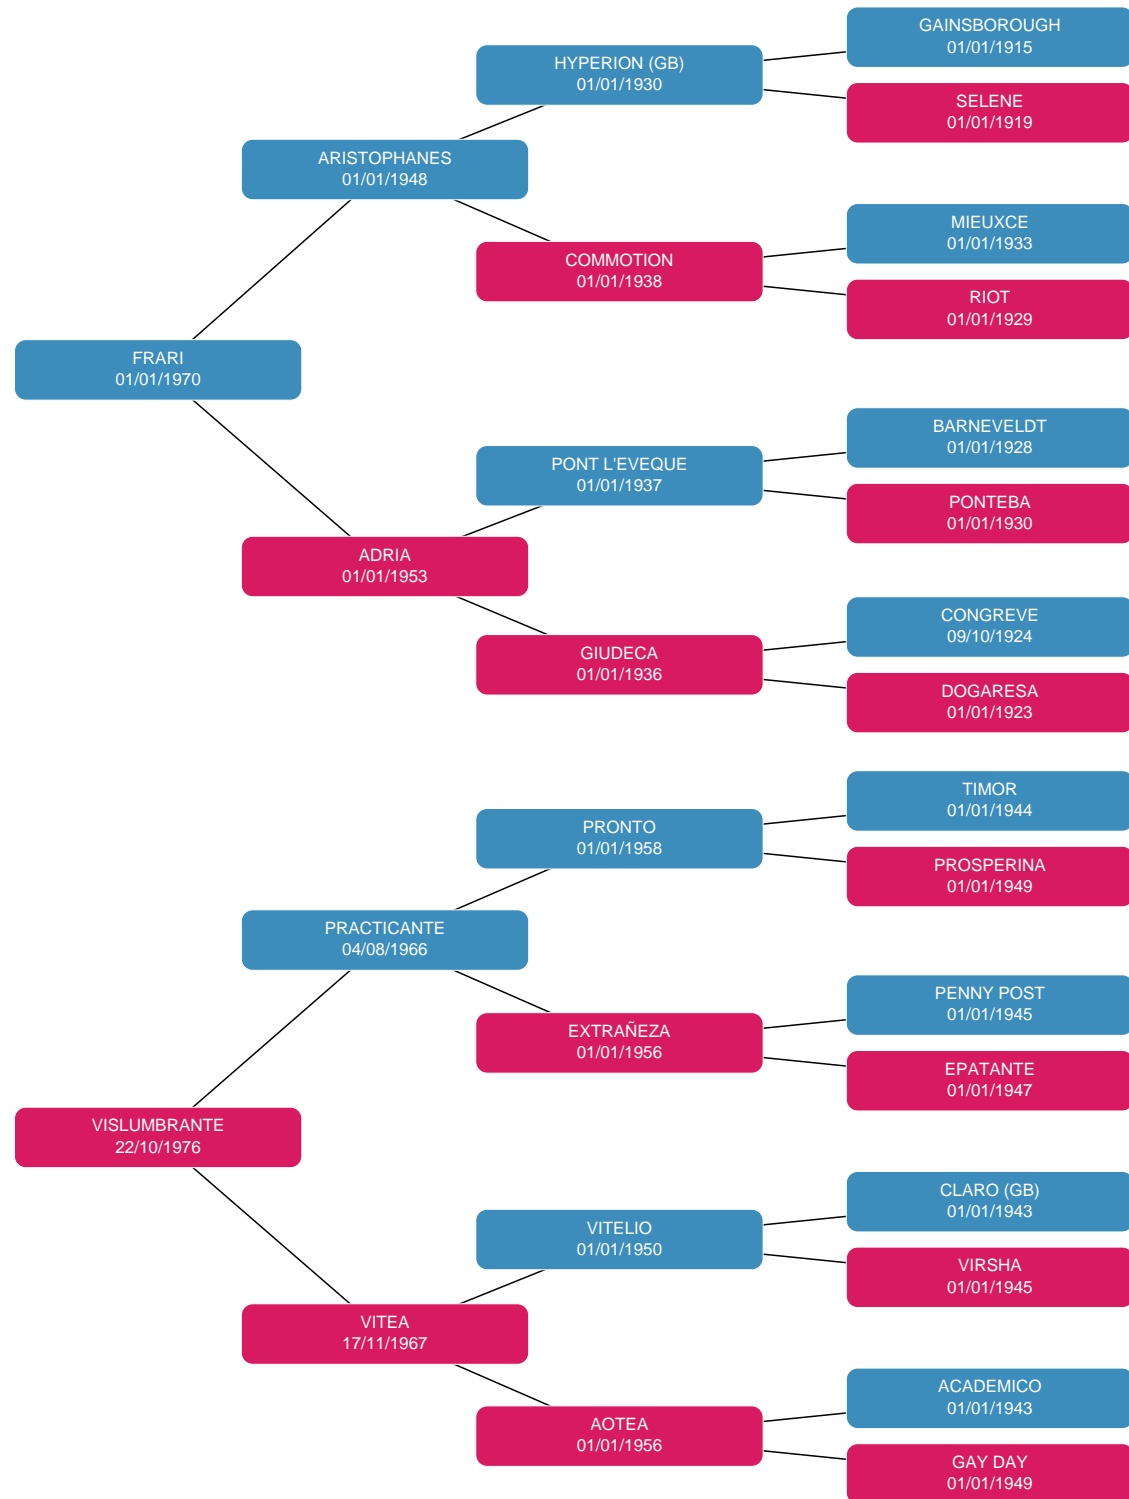 GAINSBOROUGH
01/01/1915
HYPERION (GB)
01/01/1930
SELENE
01/01/1919
ARISTOPHANES
01/01/1948
MIEUXCE
01/01/1933
COMMOTION
01/01/1938
RIOT
01/01/1929
FRARI
01/01/1970
BARNEVELDT
01/01/1928
PONT L'EVEQUE
01/01/1937
PONTEBA
01/01/1930
ADRIA
01/01/1953
CONGREVE
09/10/1924
GIUDECA
01/01/1936
DOGARESA
01/01/1923
TIMOR
01/01/1944
PRONTO
01/01/1958
PROSPERINA
01/01/1949
PRACTICANTE
04/08/1966
PENNY POST
01/01/1945
EXTRAÑEZA
01/01/1956
EPATANTE
01/01/1947
VISLUMBRANTE
22/10/1976
CLARO (GB)
01/01/1943
VITELIO
01/01/1950
VIRSHA
01/01/1945
VITEA
17/11/1967
ACADEMICO
01/01/1943
AOTEA
01/01/1956
GAY DAY
01/01/1949